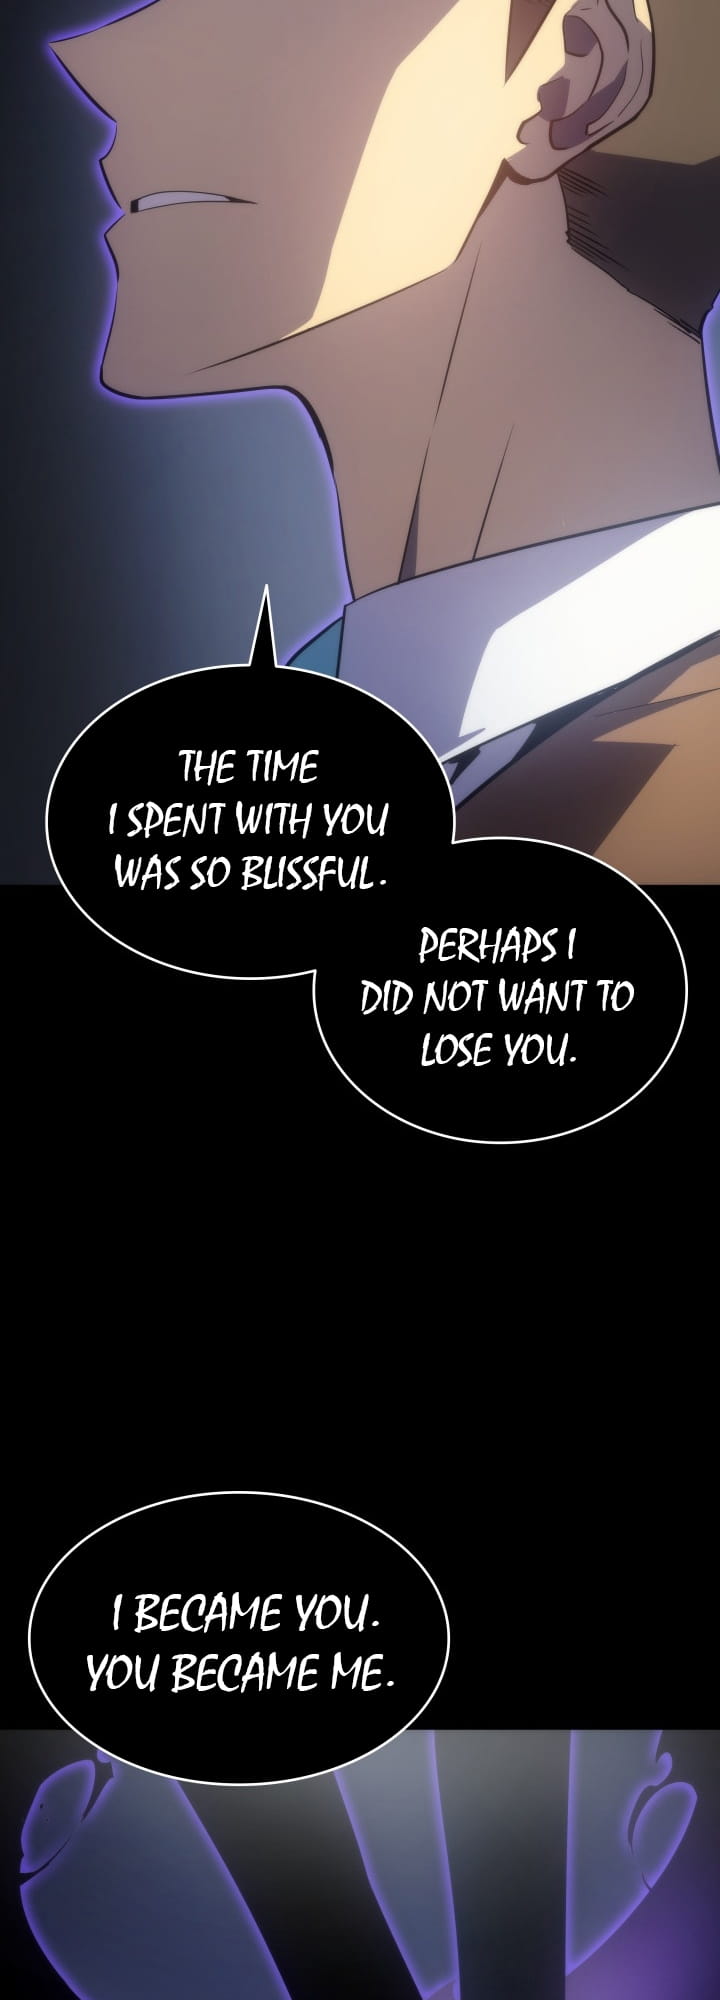 THE TIME
I SPENT WITH YOU
WAS SO BLISSFUL.
PERHAPS I
DID NOT WANT TO
LOSE YOU.
I BECAME YOU.
YOU BECAME ME.